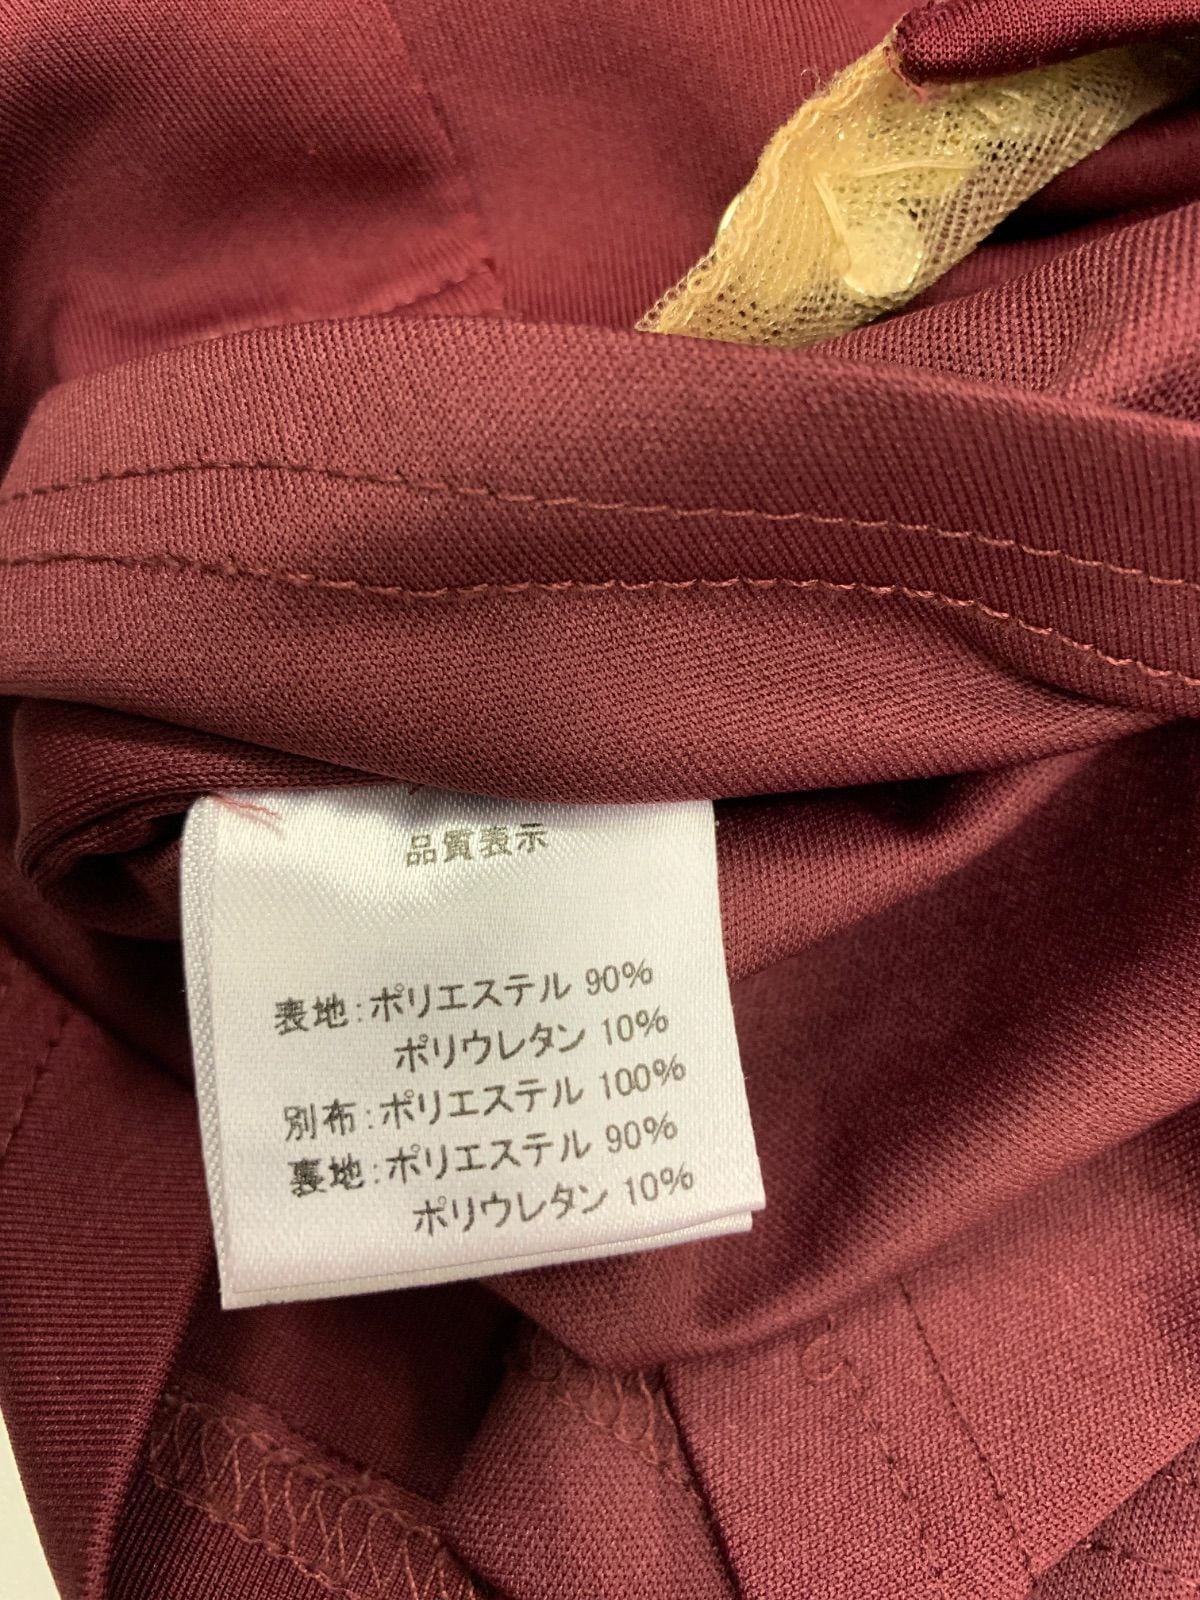 品質表示
表地:ポリエステル 90%
ポリウレタン 10%
別布:ポリエステル 100%
裏地:ポリエステル 90%
ポリウレタン 10%